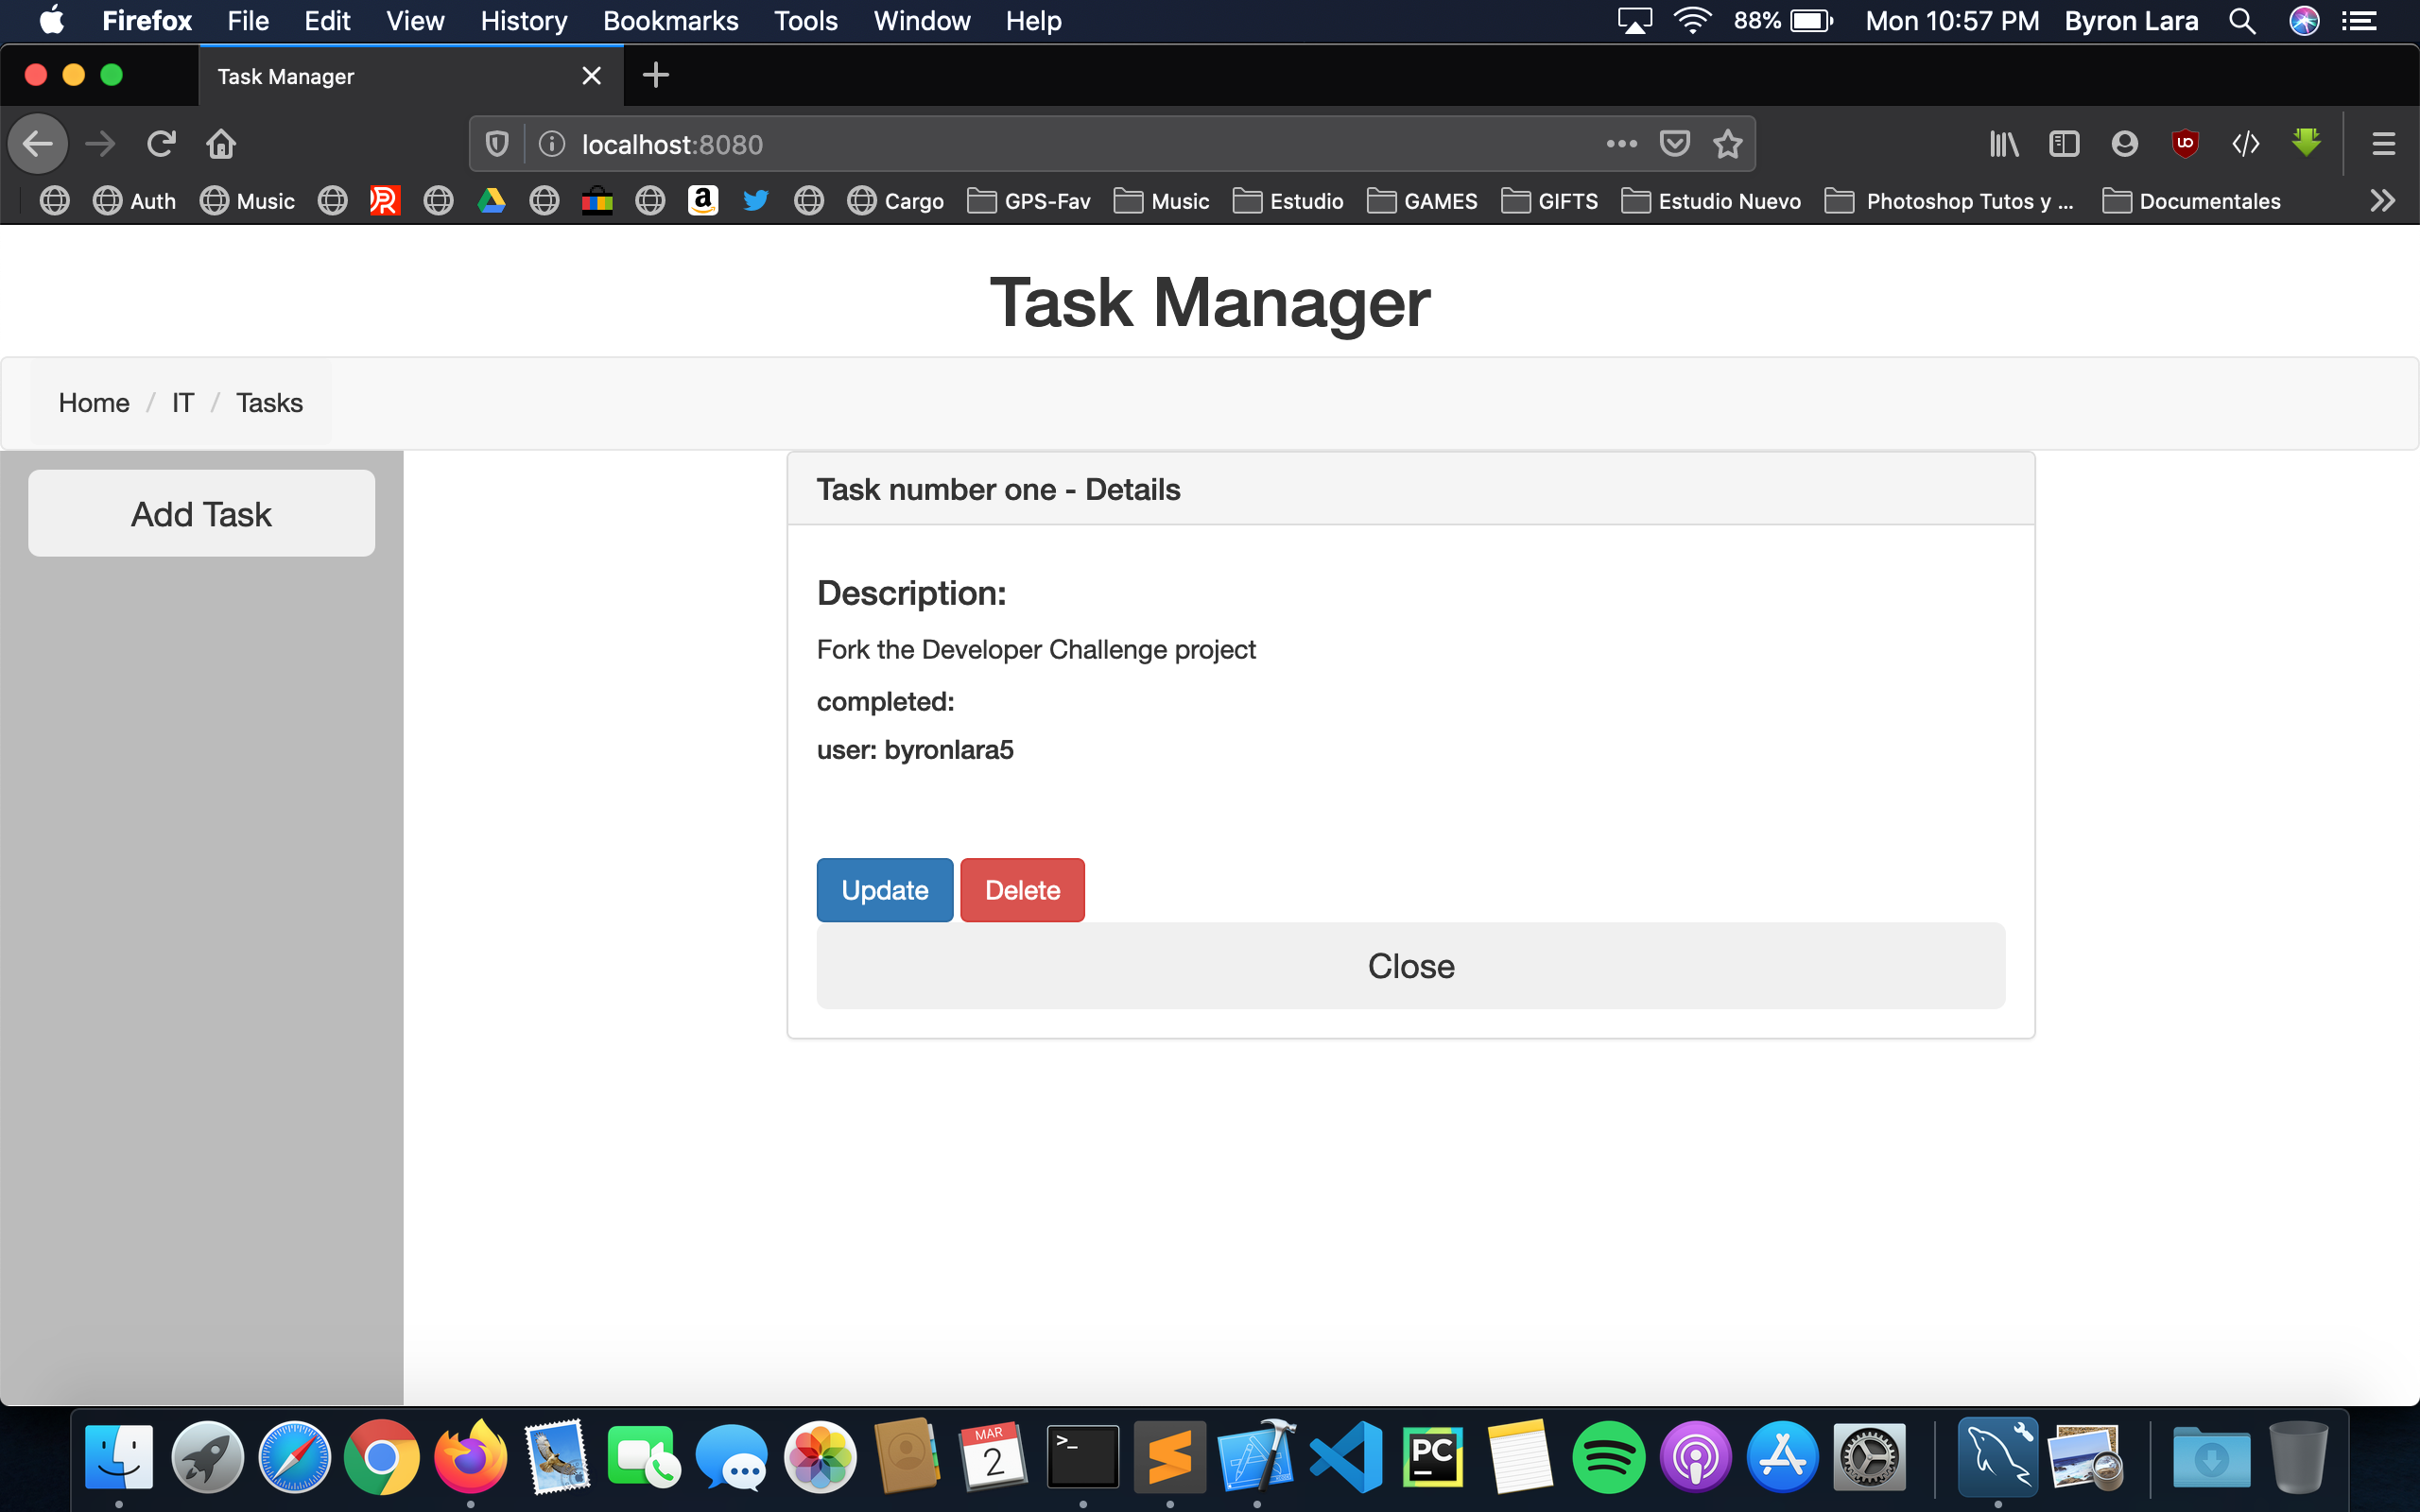 Firefox File Edit View History Bookmarks Tools Window Help 88% Mon 10:57 PM Byron Lara
Task Manager
localhost:8080
Auth Music Cargo GPS-Fav Music Estudio GAMES GIFTS Estudio Nuevo Photoshop Tutos y ... Documentales
Task Manager
Home / IT / Tasks
Add Task
Task number one - Details
Description:
Fork the Developer Challenge project
completed:
user: byronlara5
Update Delete
Close
MAR
2
PC